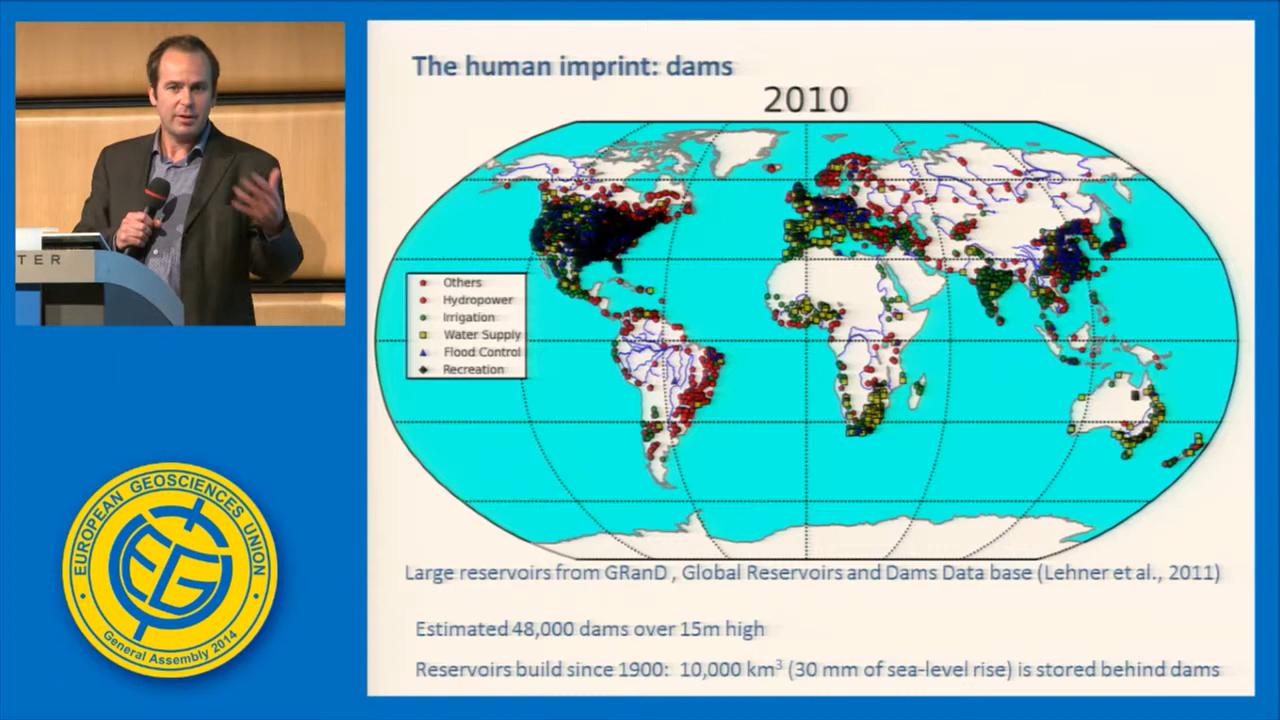 The human imprint: dams
2010
Others
Hydropower
Irrigation
Water Supply
Flood Control
Recreation
Large reservoirs from GRanD , Global Reservoirs and Dams Data base (Lehner et al., 2011)
Estimated 48,000 dams over 15m high
Reservoirs build since 1900: 10,000 km³ (30 mm of sea-level rise) is stored behind dams
TER
EUROPEAN GEOSCIENCES UNION
EGU
General Assembly 2014